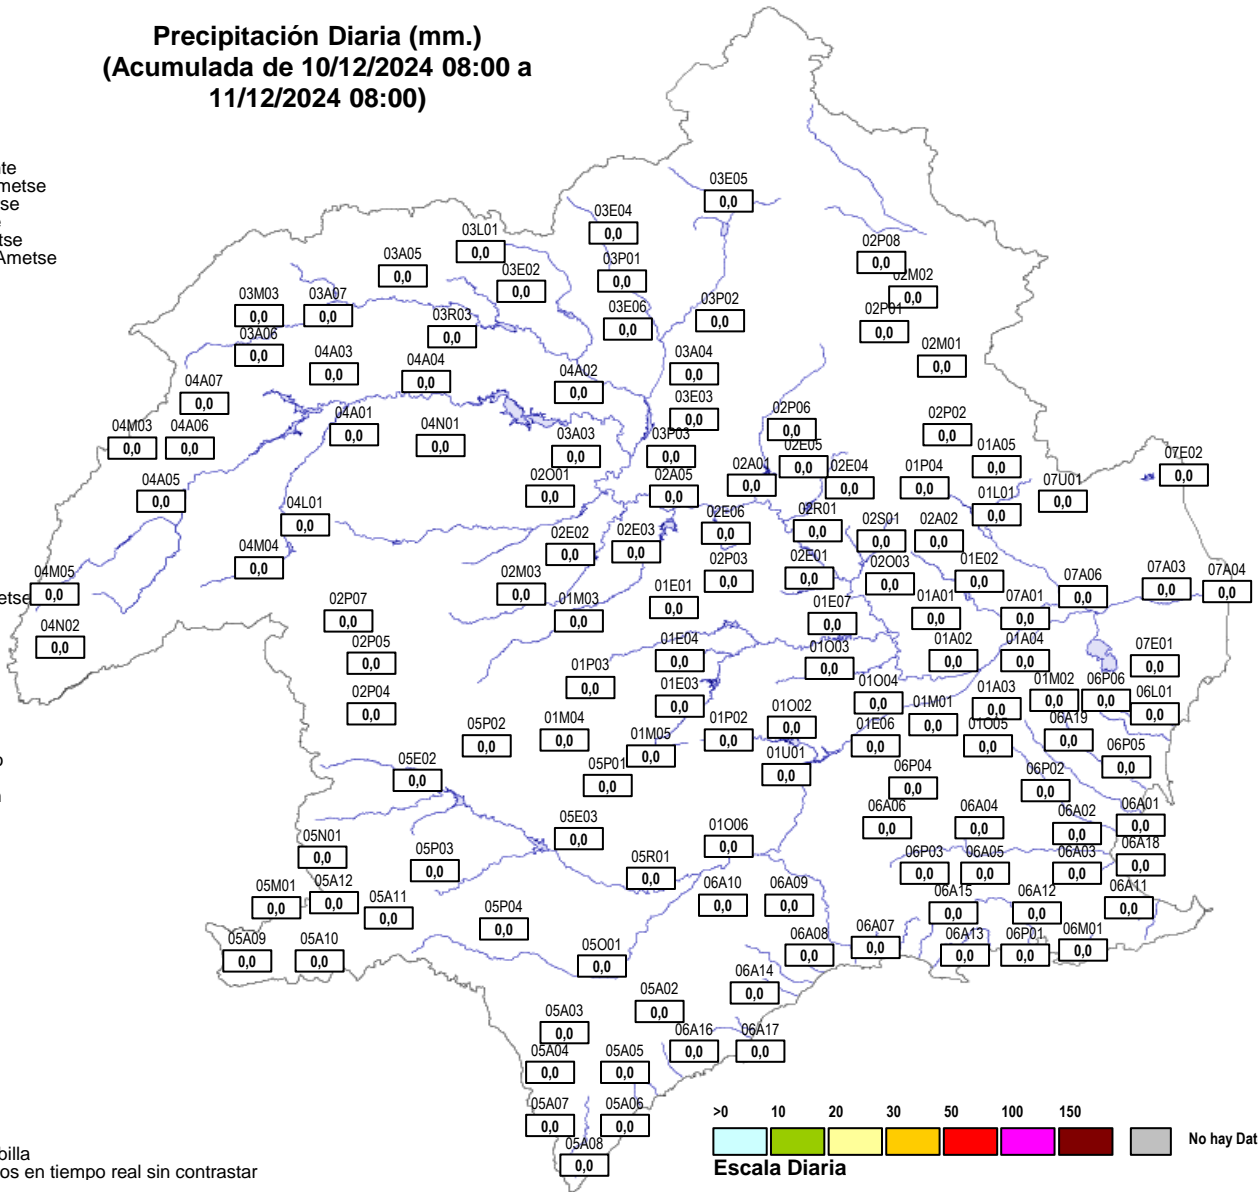 Precipitación Diaria (mm.)
(Acumulada de 10/12/2024 08:00 a
11/12/2024 08:00)
03E05
0,0
03E04
0,0
03L01
0,0
03A05
0,0
03P01
0,0
03E02
0,0
02P08
0,0
02M02
0,0
03M03
0,0
03A07
0,0
03R03
0,0
03E06
0,0
03P02
0,0
02P01
0,0
03A06
0,0
04A03
0,0
04A04
0,0
04A02
0,0
03A04
0,0
02M01
0,0
04A07
0,0
03E03
0,0
04M03
0,0
04A06
0,0
04A01
0,0
04N01
0,0
03A03
0,0
03P03
0,0
02P06
0,0
02P02
0,0
02E05
0,0
01A05
0,0
07E02
0,0
04A05
0,0
02O01
0,0
02A05
0,0
02A01
0,0
02E04
0,0
01P04
0,0
07U01
0,0
01L01
0,0
04L01
0,0
02E06
0,0
02R01
0,0
02S01
0,0
02A02
0,0
04M04
0,0
02E02
0,0
02E03
0,0
02P03
0,0
02E01
0,0
02O03
0,0
01E02
0,0
04M05
0,0
02M03
0,0
07A06
0,0
07A03
0,0
07A04
0,0
etse
02P07
0,0
01M03
0,0
01E01
0,0
01E07
0,0
01A01
0,0
07A01
0,0
04N02
0,0
02P05
0,0
01E04
0,0
01O03
0,0
01A02
0,0
01A04
0,0
07E01
0,0
01P03
0,0
02P04
0,0
01E03
0,0
01O04
0,0
01M01
0,0
01A03
0,0
01M02
0,0
06P06
0,0
06L01
0,0
05P02
0,0
01M04
0,0
01M05
0,0
01P02
0,0
01O02
0,0
01E06
0,0
01O05
0,0
06A19
0,0
05E02
0,0
05P01
0,0
01U01
0,0
06P04
0,0
06P02
0,0
06P05
0,0
05E03
0,0
01O06
0,0
06A06
0,0
06A04
0,0
06A02
0,0
06A01
0,0
05N01
0,0
05P03
0,0
05R01
0,0
06P03
0,0
06A05
0,0
06A03
0,0
06A18
0,0
05M01
0,0
05A12
0,0
05A11
0,0
06A10
0,0
06A09
0,0
06A15
0,0
06A12
0,0
06A11
0,0
05P04
0,0
05A09
0,0
05A10
0,0
05O01
0,0
06A08
0,0
06A07
0,0
06A13
0,0
06P01
0,0
06M01
0,0
06A14
0,0
05A02
0,0
05A03
0,0
06A16
0,0
06A17
0,0
05A04
0,0
05A05
0,0
05A07
0,0
05A06
0,0
05A08
0,0
>0 10 20 30 50 100 150
No hay Dat
Escala Diaria
billa
os en tiempo real sin contrastar